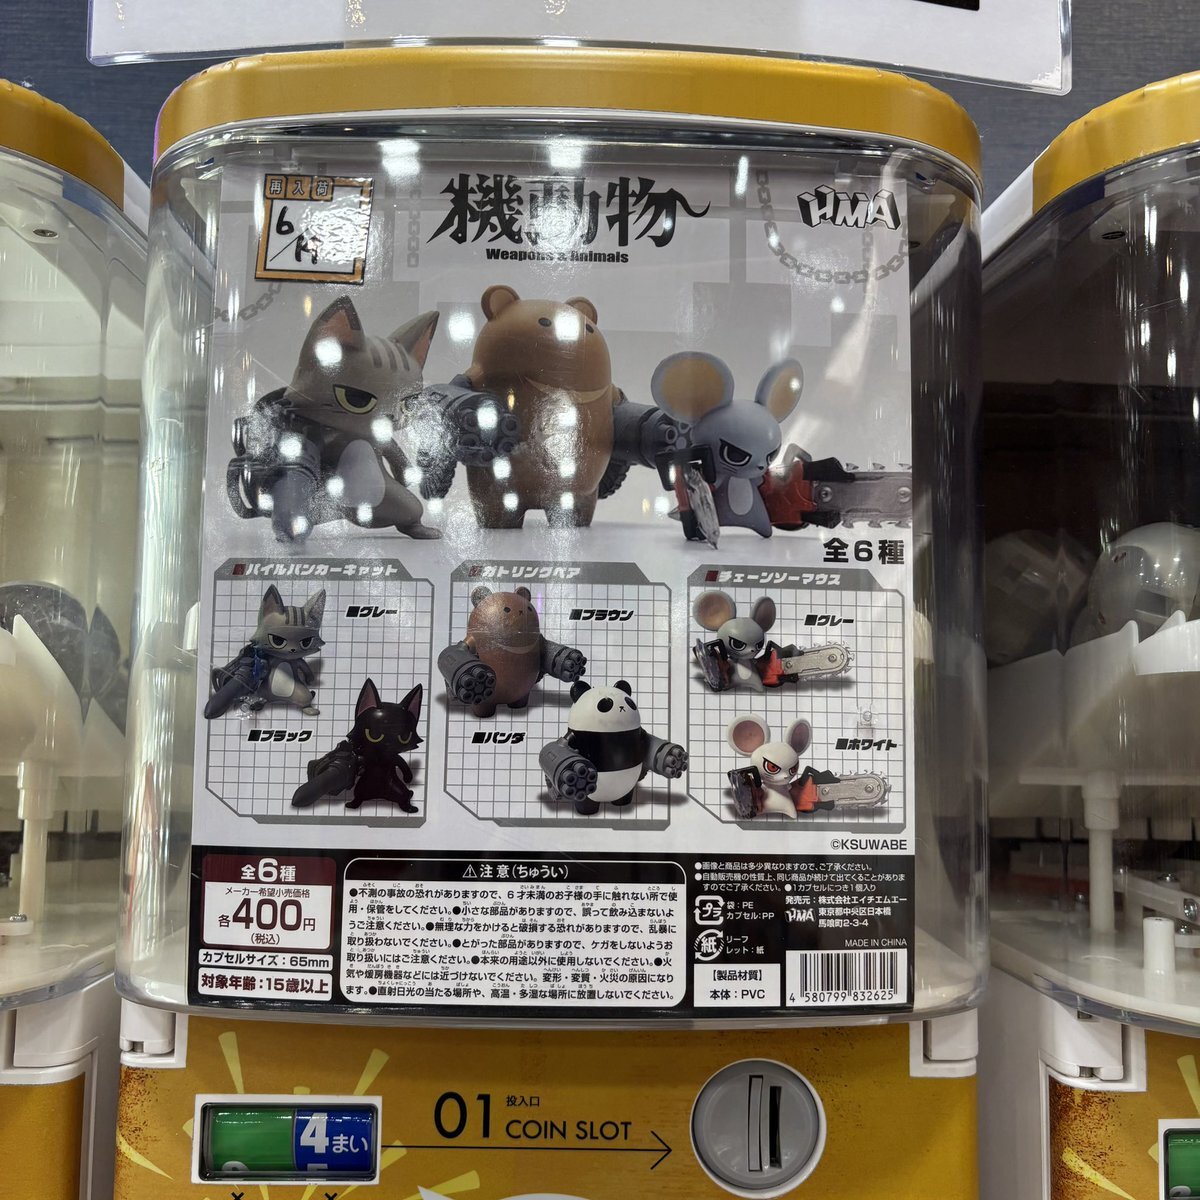 再入荷
6/19
機動物
Weapons & Animals
HMA
全6種
パイルバンカーキャット
■グレー
■ブラック
ガトリングベア
■ブラウン
■パンダ
チェーンソーマウス
■グレー
■ホワイト
©KSUWABE
全6種
メーカー希望小売価格
各400円
(税込)
カプセルサイズ:65mm
対象年齢:15歳以上
⚠注意(ちゅうい)
●不測の事故の恐れがありますので、6才未満のお子様の手に触れない所で使
用・保管をしてください。●小さな部品がありますので、誤って飲み込まないよ
うご注意ください。●無理な力をかけると破損する恐れがありますので、乱暴に
取り扱わないでください。●とがった部品がありますので、ケガをしないようお
取り扱いにはご注意ください。●本来の用途以外に使用しないでください。●火
気や暖房機器などには近づけないでください。変形・変質・火災の原因になり
ます。●直射日光の当たる場所や、高温・多湿な場所に放置しないでください。
●画像と商品は多少異なりますので、ご了承ください。
●自動販売機の性質上、同じ商品が続けて出てくることがあり
ますのでご了承ください。●1カプセルにつき1個入り
プラ
袋:PE
カプセル:PP
紙
リーフ
レット:紙
HMA
発売元:株式会社エイチエムエー
東京都中央区日本橋
馬喰町2-3-4
MADE IN CHINA
【製品材質】
本体:PVC
4 580799 832625
4まい
01 投入口
COIN SLOT